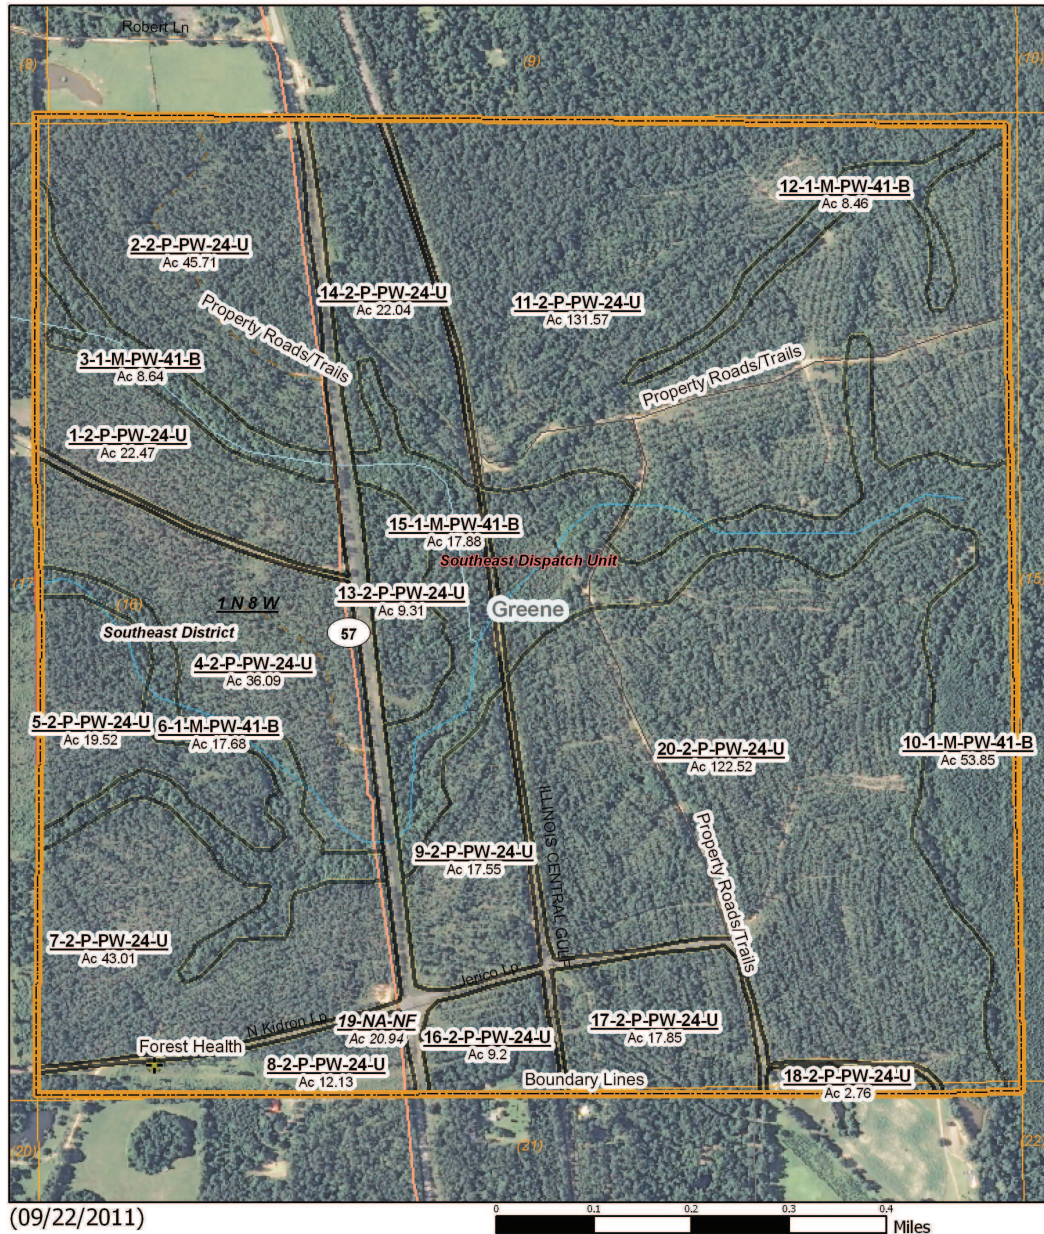 Robert Ln
(8)
(9)
(10)
12-1-M-PW-41-B
Ac 8.46
2-2-P-PW-24-U
Ac 45.71
14-2-P-PW-24-U
Ac 22.04
11-2-P-PW-24-U
Ac 131.57
Property Roads/Trails
3-1-M-PW-41-B
Ac 8.64
Property Roads/Trails
1-2-P-PW-24-U
Ac 22.47
15-1-M-PW-41-B
Ac 17.88
Southeast Dispatch Unit
(17)
(16)
1 N 8 W
13-2-P-PW-24-U
Ac 9.31
Greene
(15)
Southeast District
57
4-2-P-PW-24-U
Ac 36.09
5-2-P-PW-24-U
Ac 19.52
6-1-M-PW-41-B
Ac 17.68
20-2-P-PW-24-U
Ac 122.52
10-1-M-PW-41-B
Ac 53.85
ILLINOIS CENTRAL GULF
9-2-P-PW-24-U
Ac 17.55
Property Roads/Trails
7-2-P-PW-24-U
Ac 43.01
Jerico Lp
N Kidron Lp
19-NA-NF
Ac 20.94
17-2-P-PW-24-U
Ac 17.85
16-2-P-PW-24-U
Ac 9.2
Forest Health
8-2-P-PW-24-U
Ac 12.13
Boundary Lines
18-2-P-PW-24-U
Ac 2.76
(20)
(21)
(22)
(09/22/2011)
0 0.1 0.2 0.3 0.4
Miles